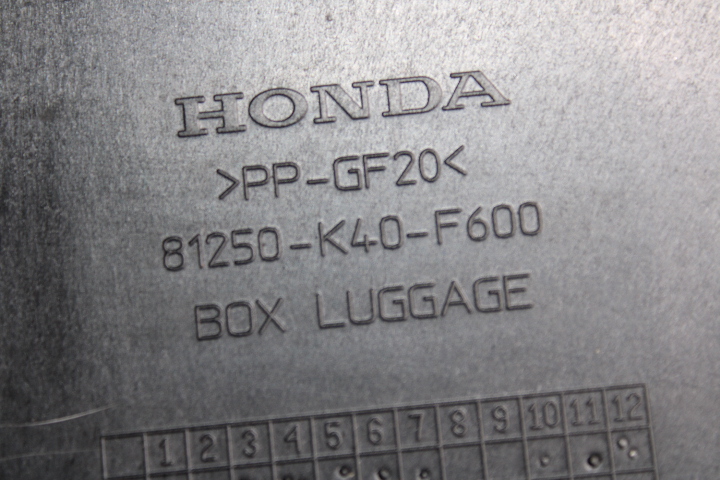 HONDA
>PP-GF20<
81250-K40-F600
BOX LUGGAGE
1 2 3 4 5 6 7 8 9 10 11 12